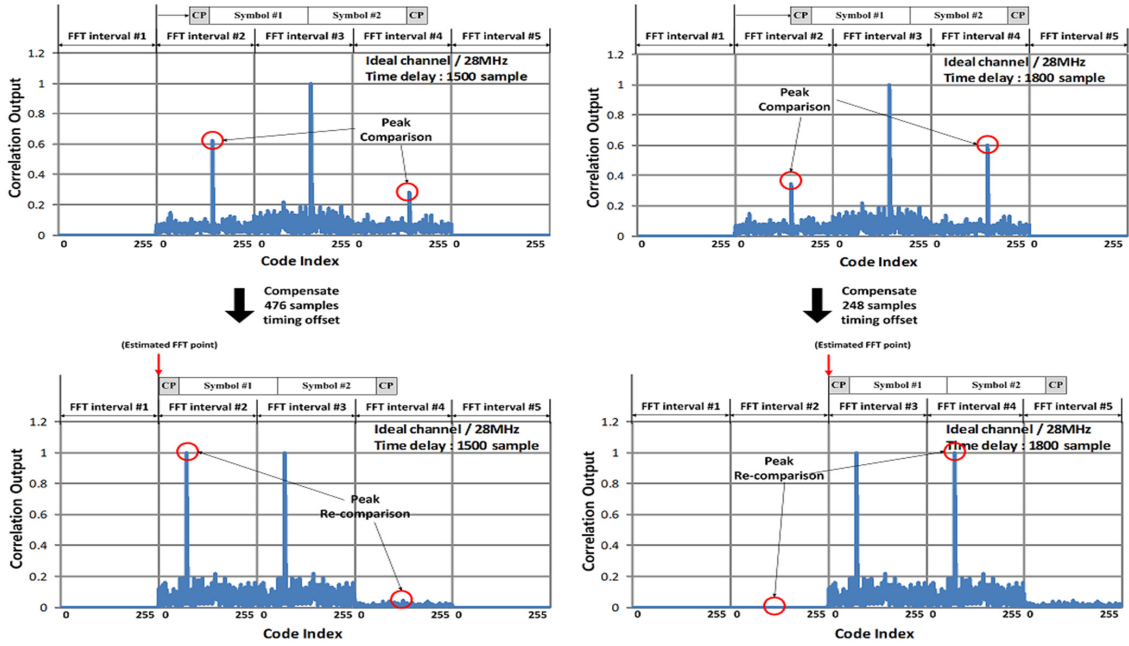 CP Symbol #1 Symbol #2 CP
FFT interval #1 FFT interval #2 FFT interval #3 FFT interval #4 FFT interval #5
1.2
Ideal channel / 28MHz
Time delay : 1500 sample
1
0.8
Peak
Comparison
0.6
0.4
0.2
0
Correlation Output
0 255 0 255 0 255 0 255 0 255
Code Index
Compensate
476 samples
timing offset
CP Symbol #1 Symbol #2 CP
FFT interval #1 FFT interval #2 FFT interval #3 FFT interval #4 FFT interval #5
1.2
Ideal channel / 28MHz
Time delay : 1800 sample
1
Peak
Comparison
0.8
0.6
0.4
0.2
0
Correlation Output
0 255 0 255 0 255 0 255 0 255
Code Index
Compensate
248 samples
timing offset
(Estimated FFT point)
CP Symbol #1 Symbol #2 CP
FFT interval #1 FFT interval #2 FFT interval #3 FFT interval #4 FFT interval #5
1.2
Ideal channel / 28MHz
Time delay : 1500 sample
1
0.8
Peak
Re-comparison
0.6
0.4
0.2
0
Correlation Output
0 255 0 255 0 255 0 255 0 255
Code Index
(Estimated FFT point)
CP Symbol #1 Symbol #2 CP
FFT interval #1 FFT interval #2 FFT interval #3 FFT interval #4 FFT interval #5
1.2
Ideal channel / 28MHz
Time delay : 1800 sample
1
Peak
Re-comparison
0.8
0.6
0.4
0.2
0
Correlation Output
0 255 0 255 0 255 0 255 0 255
Code Index